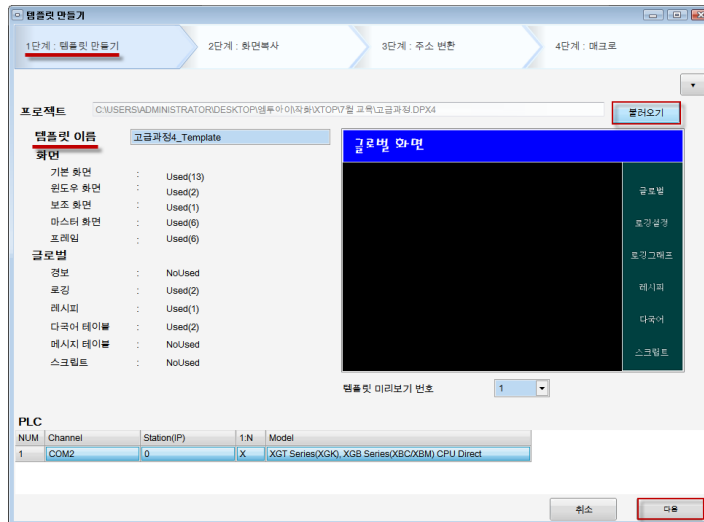 템플릿 만들기
1단계 : 템플릿 만들기
2단계 : 화면복사
3단계 : 주소 변환
4단계 : 매크로
프로젝트
C:\USERS\ADMINISTRATOR\DESKTOP\엠투아이\작화\XTOP\7월 교육\고급과정.DPX4
불러오기
템플릿 이름
고급과정4_Template
화면
기본 화면 : Used(13)
윈도우 화면 : Used(2)
보조 화면 : Used(1)
마스터 화면 : Used(6)
프레임 : Used(6)
글로벌
경보 : NoUsed
로깅 : Used(2)
레시피 : Used(1)
다국어 테이블 : Used(2)
메시지 테이블 : NoUsed
스크립트 : NoUsed
글로벌 화면
글로벌
로깅설정
로깅그래프
레시피
다국어
스크립트
템플릿 미리보기 번호 1
PLC
NUM Channel Station(IP) 1:N Model
1 COM2 0 X XGT Series(XGK), XGB Series(XBC/XBM) CPU Direct
취소
다음